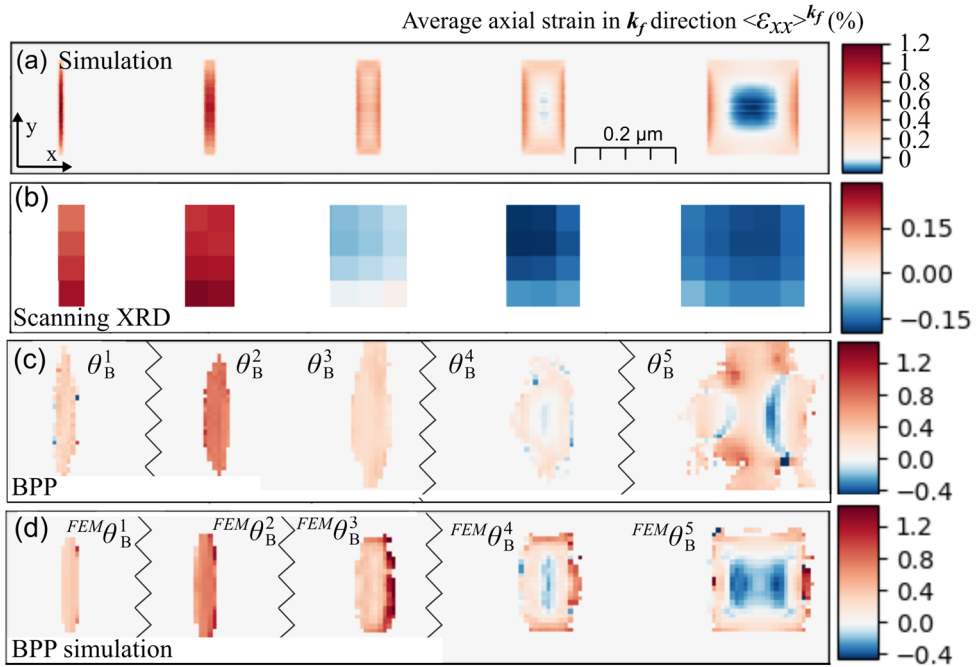 Average axial strain in k_f direction <ε_xx>^k_f (%)
(a) Simulation
y
x
0.2 μm
1.2
1
0.8
0.6
0.4
0.2
0
(b)
Scanning XRD
0.15
0.00
−0.15
(c) θ_B^1 θ_B^2 θ_B^3 θ_B^4 θ_B^5
BPP
1.2
0.8
0.4
0.0
−0.4
(d) FEMθ_B^1 FEMθ_B^2 FEMθ_B^3 FEMθ_B^4 FEMθ_B^5
BPP simulation
1.2
0.8
0.4
0.0
−0.4